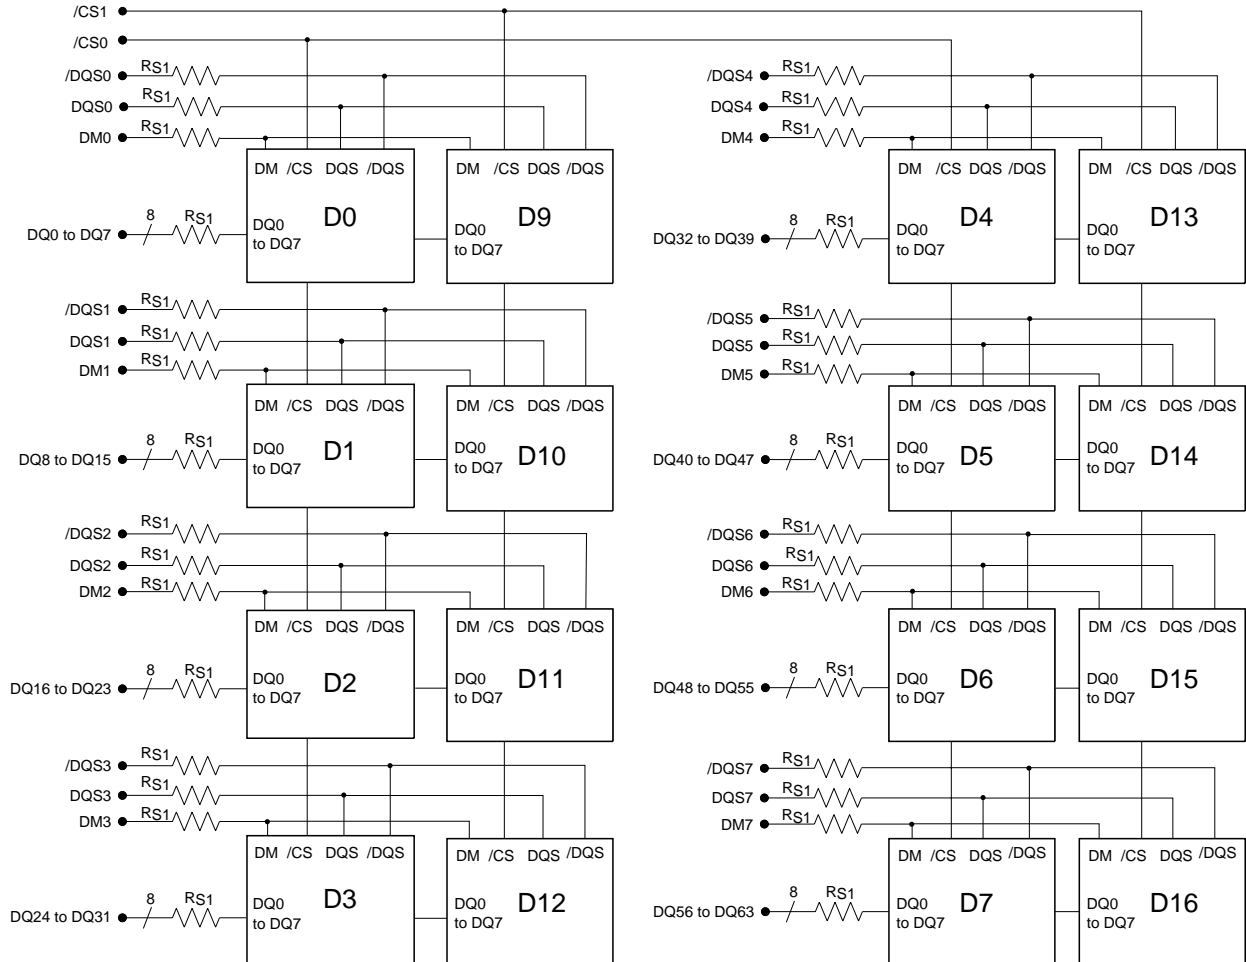 /CS1
/CS0
/DQS0 RS1
DQS0 RS1
DM0 RS1
DM /CS DQS /DQS
D0
DQ0 to DQ7 8 RS1
DQ0
to DQ7
DM /CS DQS /DQS
D9
DQ0
to DQ7
/DQS1 RS1
DQS1 RS1
DM1 RS1
DM /CS DQS /DQS
D1
DQ8 to DQ15 8 RS1
DQ0
to DQ7
DM /CS DQS /DQS
D10
DQ0
to DQ7
/DQS2 RS1
DQS2 RS1
DM2 RS1
DM /CS DQS /DQS
D2
DQ16 to DQ23 8 RS1
DQ0
to DQ7
DM /CS DQS /DQS
D11
DQ0
to DQ7
/DQS3 RS1
DQS3 RS1
DM3 RS1
DM /CS DQS /DQS
D3
DQ24 to DQ31 8 RS1
DQ0
to DQ7
DM /CS DQS /DQS
D12
DQ0
to DQ7
/DQS4 RS1
DQS4 RS1
DM4 RS1
DM /CS DQS /DQS
D4
DQ32 to DQ39 8 RS1
DQ0
to DQ7
DM /CS DQS /DQS
D13
DQ0
to DQ7
/DQS5 RS1
DQS5 RS1
DM5 RS1
DM /CS DQS /DQS
D5
DQ40 to DQ47 8 RS1
DQ0
to DQ7
DM /CS DQS /DQS
D14
DQ0
to DQ7
/DQS6 RS1
DQS6 RS1
DM6 RS1
DM /CS DQS /DQS
D6
DQ48 to DQ55 8 RS1
DQ0
to DQ7
DM /CS DQS /DQS
D15
DQ0
to DQ7
/DQS7 RS1
DQS7 RS1
DM7 RS1
DM /CS DQS /DQS
D7
DQ56 to DQ63 8 RS1
DQ0
to DQ7
DM /CS DQS /DQS
D16
DQ0
to DQ7